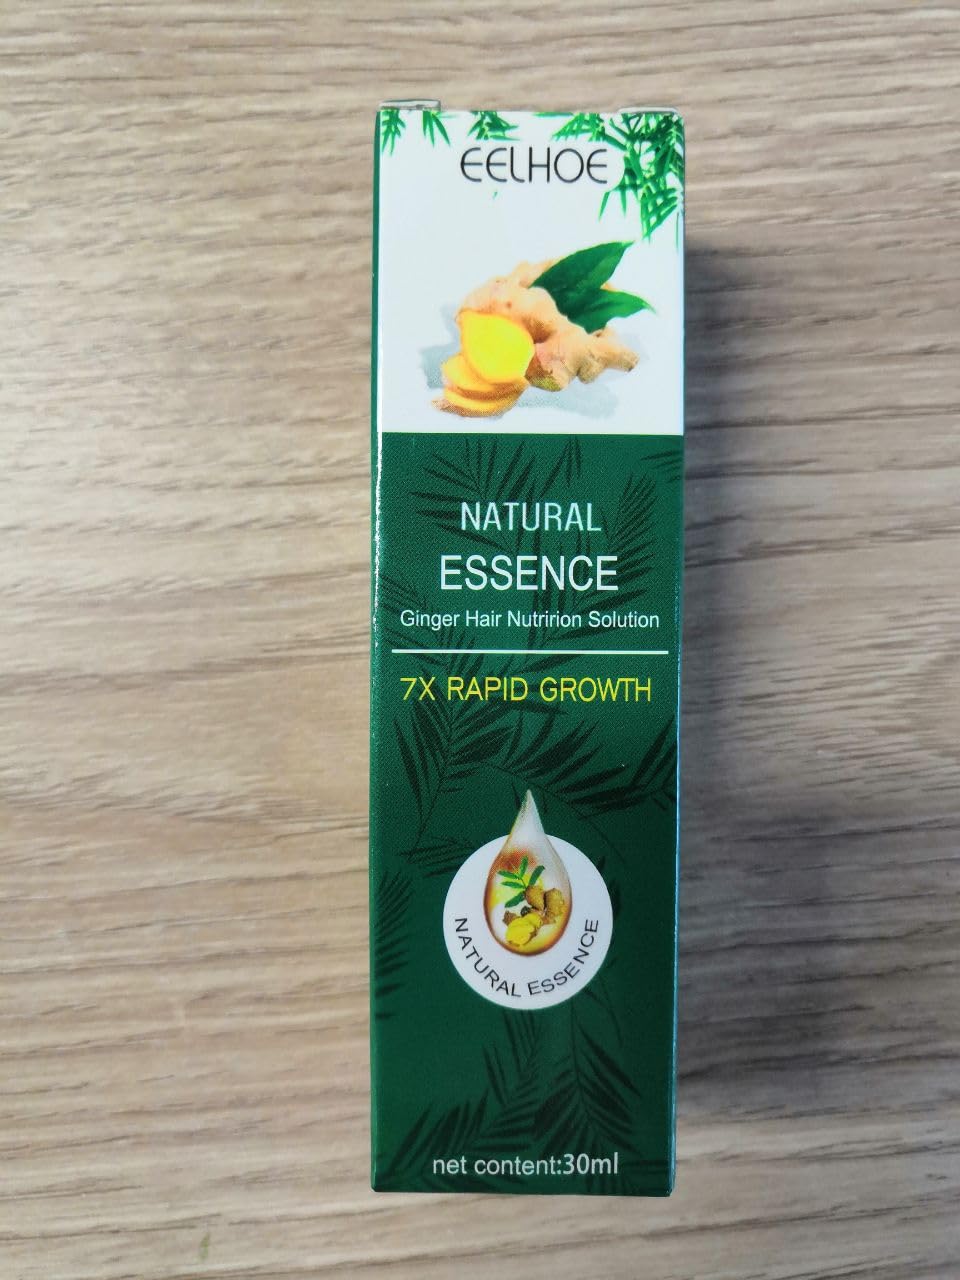 EELHOE
NATURAL
ESSENCE
Ginger Hair Nutririon Solution
7X RAPID GROWTH
NATURAL ESSENCE
net content:30ml